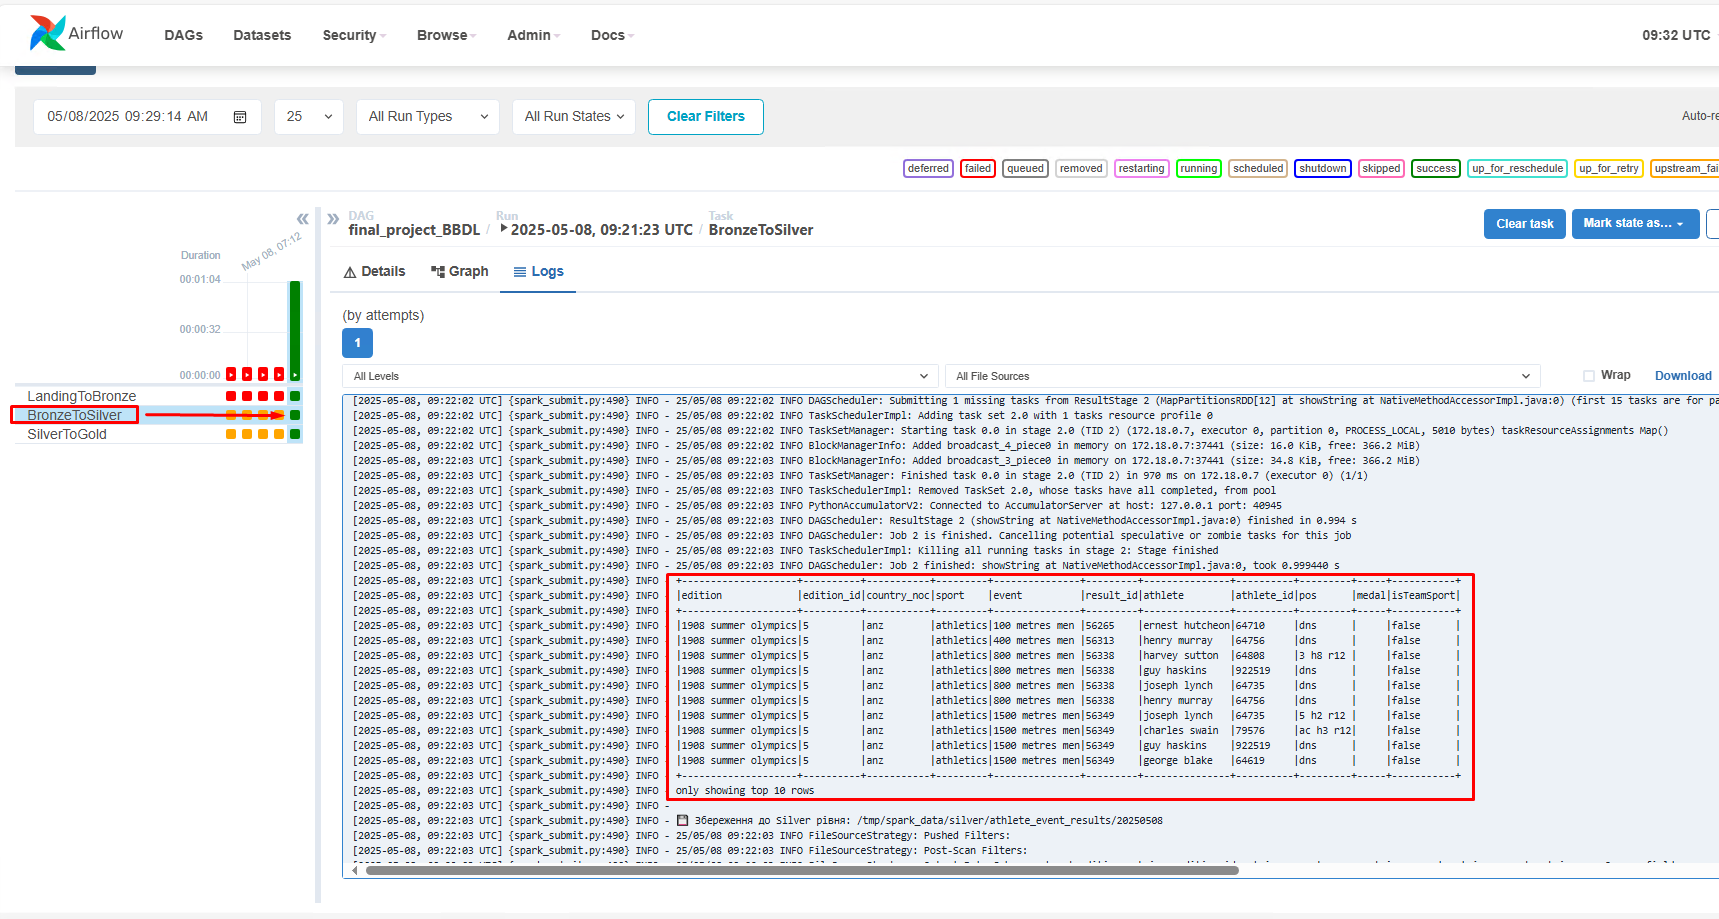 Airflow DAGs Datasets Security Browse Admin Docs 09:32 UTC
05/08/2025 09:29:14 AM 25 All Run Types All Run States Clear Filters Auto-re
deferred failed queued removed restarting running scheduled shutdown skipped success up_for_reschedule up_for_retry upstream_fai
DAG Run Task
final_project_BBDL / 2025-05-08, 09:21:23 UTC / BronzeToSilver
Clear task Mark state as...
Duration
May 08, 07:12
00:01:04
00:00:32
00:00:00
LandingToBronze
BronzeToSilver
SilverToGold
Details Graph Logs
(by attempts)
1
All Levels All File Sources Wrap Download
[2025-05-08, 09:22:02 UTC] {spark_submit.py:490} INFO - 25/05/08 09:22:02 INFO DAGScheduler: Submitting 1 missing tasks from ResultStage 2 (MapPartitionsRDD[12] at showString at NativeMethodAccessorImpl.java:0) (first 15 tasks are for pa
[2025-05-08, 09:22:02 UTC] {spark_submit.py:490} INFO - 25/05/08 09:22:02 INFO TaskSchedulerImpl: Adding task set 2.0 with 1 tasks resource profile 0
[2025-05-08, 09:22:02 UTC] {spark_submit.py:490} INFO - 25/05/08 09:22:02 INFO TaskSetManager: Starting task 0.0 in stage 2.0 (TID 2) (172.18.0.7, executor 0, partition 0, PROCESS_LOCAL, 5010 bytes) taskResourceAssignments Map()
[2025-05-08, 09:22:02 UTC] {spark_submit.py:490} INFO - 25/05/08 09:22:02 INFO BlockManagerInfo: Added broadcast_4_piece0 in memory on 172.18.0.7:37441 (size: 16.0 KiB, free: 366.2 MiB)
[2025-05-08, 09:22:03 UTC] {spark_submit.py:490} INFO - 25/05/08 09:22:03 INFO BlockManagerInfo: Added broadcast_3_piece0 in memory on 172.18.0.7:37441 (size: 34.8 KiB, free: 366.2 MiB)
[2025-05-08, 09:22:03 UTC] {spark_submit.py:490} INFO - 25/05/08 09:22:03 INFO TaskSetManager: Finished task 0.0 in stage 2.0 (TID 2) in 970 ms on 172.18.0.7 (executor 0) (1/1)
[2025-05-08, 09:22:03 UTC] {spark_submit.py:490} INFO - 25/05/08 09:22:03 INFO TaskSchedulerImpl: Removed TaskSet 2.0, whose tasks have all completed, from pool
[2025-05-08, 09:22:03 UTC] {spark_submit.py:490} INFO - 25/05/08 09:22:03 INFO PythonAccumulatorV2: Connected to AccumulatorServer at host: 127.0.0.1 port: 40945
[2025-05-08, 09:22:03 UTC] {spark_submit.py:490} INFO - 25/05/08 09:22:03 INFO DAGScheduler: ResultStage 2 (showString at NativeMethodAccessorImpl.java:0) finished in 0.994 s
[2025-05-08, 09:22:03 UTC] {spark_submit.py:490} INFO - 25/05/08 09:22:03 INFO DAGScheduler: Job 2 is finished. Cancelling potential speculative or zombie tasks for this job
[2025-05-08, 09:22:03 UTC] {spark_submit.py:490} INFO - 25/05/08 09:22:03 INFO TaskSchedulerImpl: Killing all running tasks in stage 2: Stage finished
[2025-05-08, 09:22:03 UTC] {spark_submit.py:490} INFO - 25/05/08 09:22:03 INFO DAGScheduler: Job 2 finished: showString at NativeMethodAccessorImpl.java:0, took 0.999440 s
[2025-05-08, 09:22:03 UTC] {spark_submit.py:490} INFO +--------------------+----------+-----------+---------+---------------+---------+---------------+----------+---------+-----+-----------+
[2025-05-08, 09:22:03 UTC] {spark_submit.py:490} INFO |edition |edition_id|country_noc|sport |event |result_id|athlete |athlete_id|pos |medal|isTeamSport|
[2025-05-08, 09:22:03 UTC] {spark_submit.py:490} INFO +--------------------+----------+-----------+---------+---------------+---------+---------------+----------+---------+-----+-----------+
[2025-05-08, 09:22:03 UTC] {spark_submit.py:490} INFO |1908 summer olympics|5 |anz |athletics|100 metres men |56265 |ernest hutcheon|64710 |dns | |false |
[2025-05-08, 09:22:03 UTC] {spark_submit.py:490} INFO |1908 summer olympics|5 |anz |athletics|400 metres men |56313 |henry murray |64756 |dns | |false |
[2025-05-08, 09:22:03 UTC] {spark_submit.py:490} INFO |1908 summer olympics|5 |anz |athletics|800 metres men |56338 |harvey sutton |64808 |3 h8 r12 | |false |
[2025-05-08, 09:22:03 UTC] {spark_submit.py:490} INFO |1908 summer olympics|5 |anz |athletics|800 metres men |56338 |guy haskins |922519 |dns | |false |
[2025-05-08, 09:22:03 UTC] {spark_submit.py:490} INFO |1908 summer olympics|5 |anz |athletics|800 metres men |56338 |joseph lynch |64735 |dns | |false |
[2025-05-08, 09:22:03 UTC] {spark_submit.py:490} INFO |1908 summer olympics|5 |anz |athletics|800 metres men |56338 |henry murray |64756 |dns | |false |
[2025-05-08, 09:22:03 UTC] {spark_submit.py:490} INFO |1908 summer olympics|5 |anz |athletics|1500 metres men|56349 |joseph lynch |64735 |5 h2 r12 | |false |
[2025-05-08, 09:22:03 UTC] {spark_submit.py:490} INFO |1908 summer olympics|5 |anz |athletics|1500 metres men|56349 |charles swain |79576 |ac h3 r12| |false |
[2025-05-08, 09:22:03 UTC] {spark_submit.py:490} INFO |1908 summer olympics|5 |anz |athletics|1500 metres men|56349 |guy haskins |922519 |dns | |false |
[2025-05-08, 09:22:03 UTC] {spark_submit.py:490} INFO |1908 summer olympics|5 |anz |athletics|1500 metres men|56349 |george blake |64619 |dns | |false |
[2025-05-08, 09:22:03 UTC] {spark_submit.py:490} INFO +--------------------+----------+-----------+---------+---------------+---------+---------------+----------+---------+-----+-----------+
[2025-05-08, 09:22:03 UTC] {spark_submit.py:490} INFO only showing top 10 rows
[2025-05-08, 09:22:03 UTC] {spark_submit.py:490} INFO -
[2025-05-08, 09:22:03 UTC] {spark_submit.py:490} INFO - 💾 Збереження до Silver рівня: /tmp/spark_data/silver/athlete_event_results/20250508
[2025-05-08, 09:22:03 UTC] {spark_submit.py:490} INFO - 25/05/08 09:22:03 INFO FileSourceStrategy: Pushed Filters:
[2025-05-08, 09:22:03 UTC] {spark_submit.py:490} INFO - 25/05/08 09:22:03 INFO FileSourceStrategy: Post-Scan Filters: